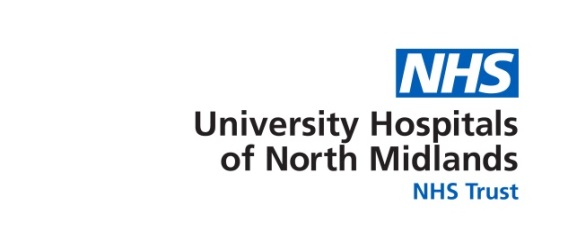 NHS
University Hospitals
of North Midlands
NHS Trust